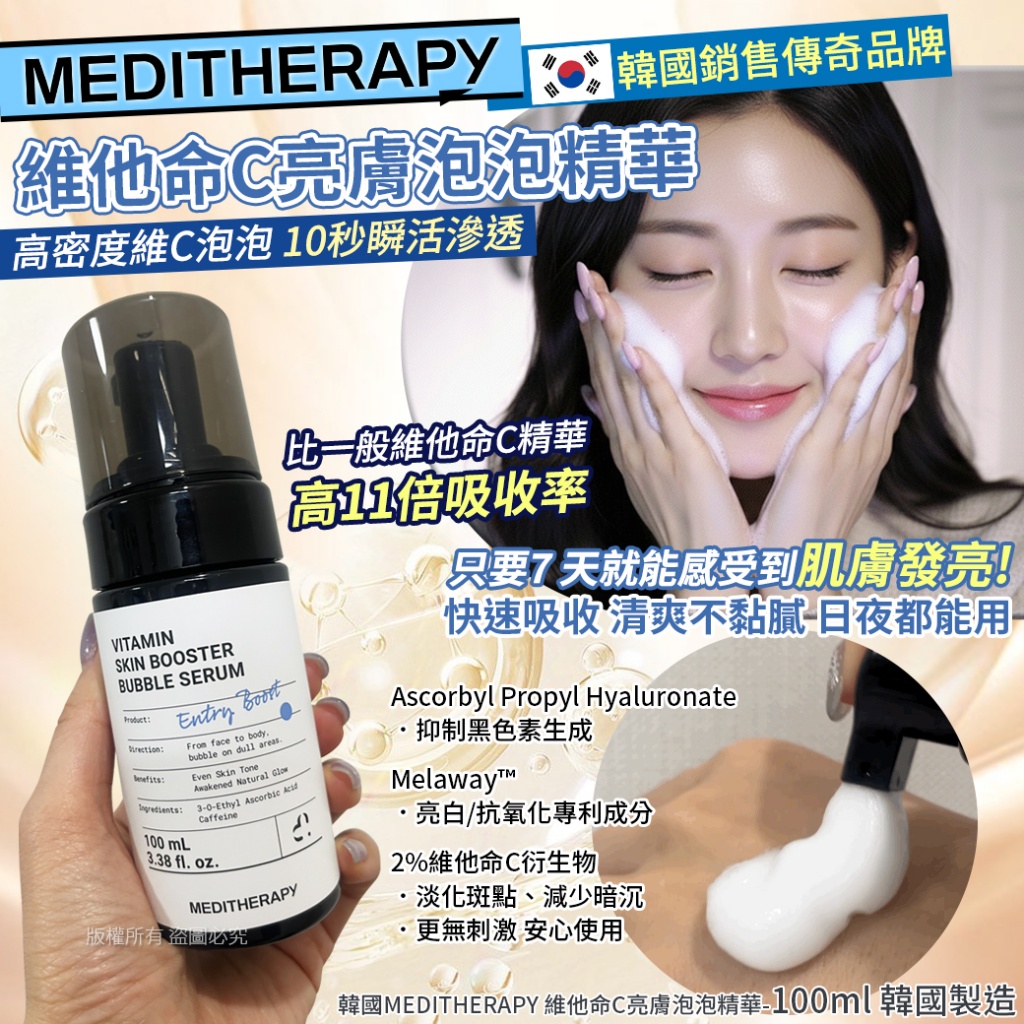 MEDITHERAPY
韓國銷售傳奇品牌
維他命C亮膚泡泡精華
高密度維C泡泡 10秒瞬活滲透
比一般維他命C精華
高11倍吸收率
只要7天就能感受到肌膚發亮!
快速吸收 清爽不黏膩 日夜都能用
VITAMIN
SKIN BOOSTER
BUBBLE SERUM
Product: Entry Boost
Direction: From face to body,
bubble on dull areas.
Benefits: Even Skin Tone
Awakened Natural Glow
Ingredients: 3-O-Ethyl Ascorbic Acid
Caffeine
100 mL
3.38 fl. oz.
MEDITHERAPY
版權所有 盜圖必究
Ascorbyl Propyl Hyaluronate
・抑制黑色素生成
Melaway™
・亮白/抗氧化專利成分
2%維他命C衍生物
・淡化斑點、減少暗沉
・更無刺激 安心使用
韓國MEDITHERAPY 維他命C亮膚泡泡精華-100ml 韓國製造